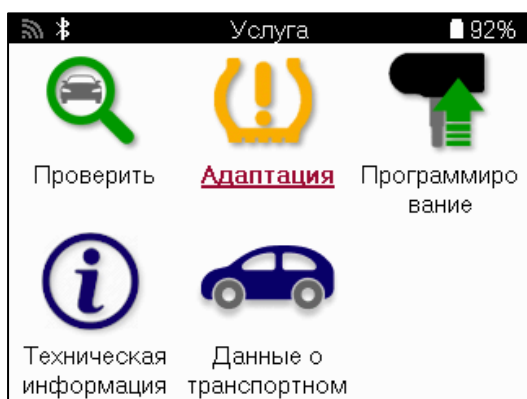 Услуга 92%
Проверить Адаптация Программиро
вание
Техническая Данные о
информация транспортном